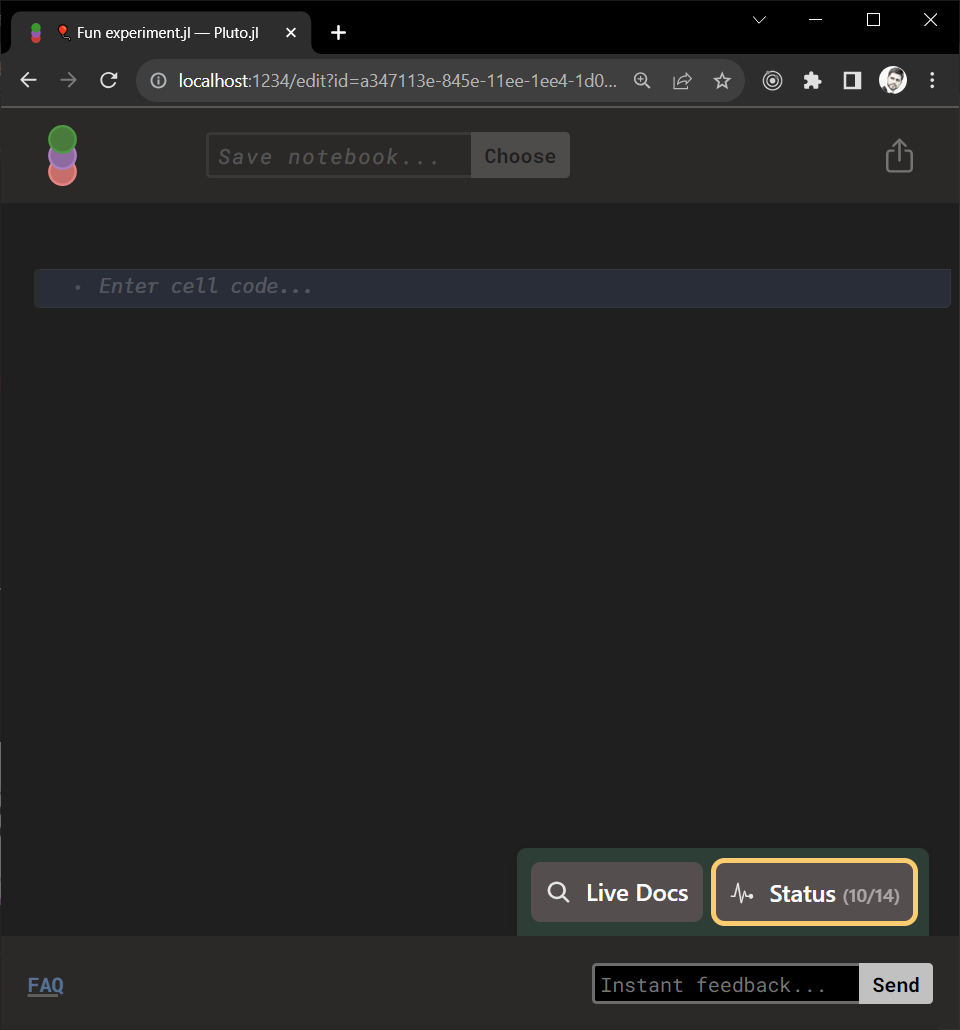 Fun experiment.jl — Pluto.jl
localhost:1234/edit?id=a347113e-845e-11ee-1ee4-1d0...
Save notebook... Choose
Enter cell code...
Live Docs Status (10/14)
FAQ Instant feedback... Send